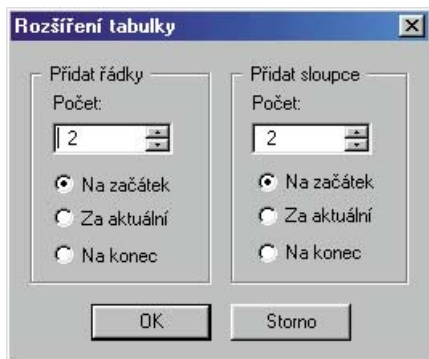 Rozšíření tabulky
Přidat řádky
Počet:
2
Na začátek
Za aktuální
Na konec
Přidat sloupce
Počet:
2
Na začátek
Za aktuální
Na konec
OK
Storno